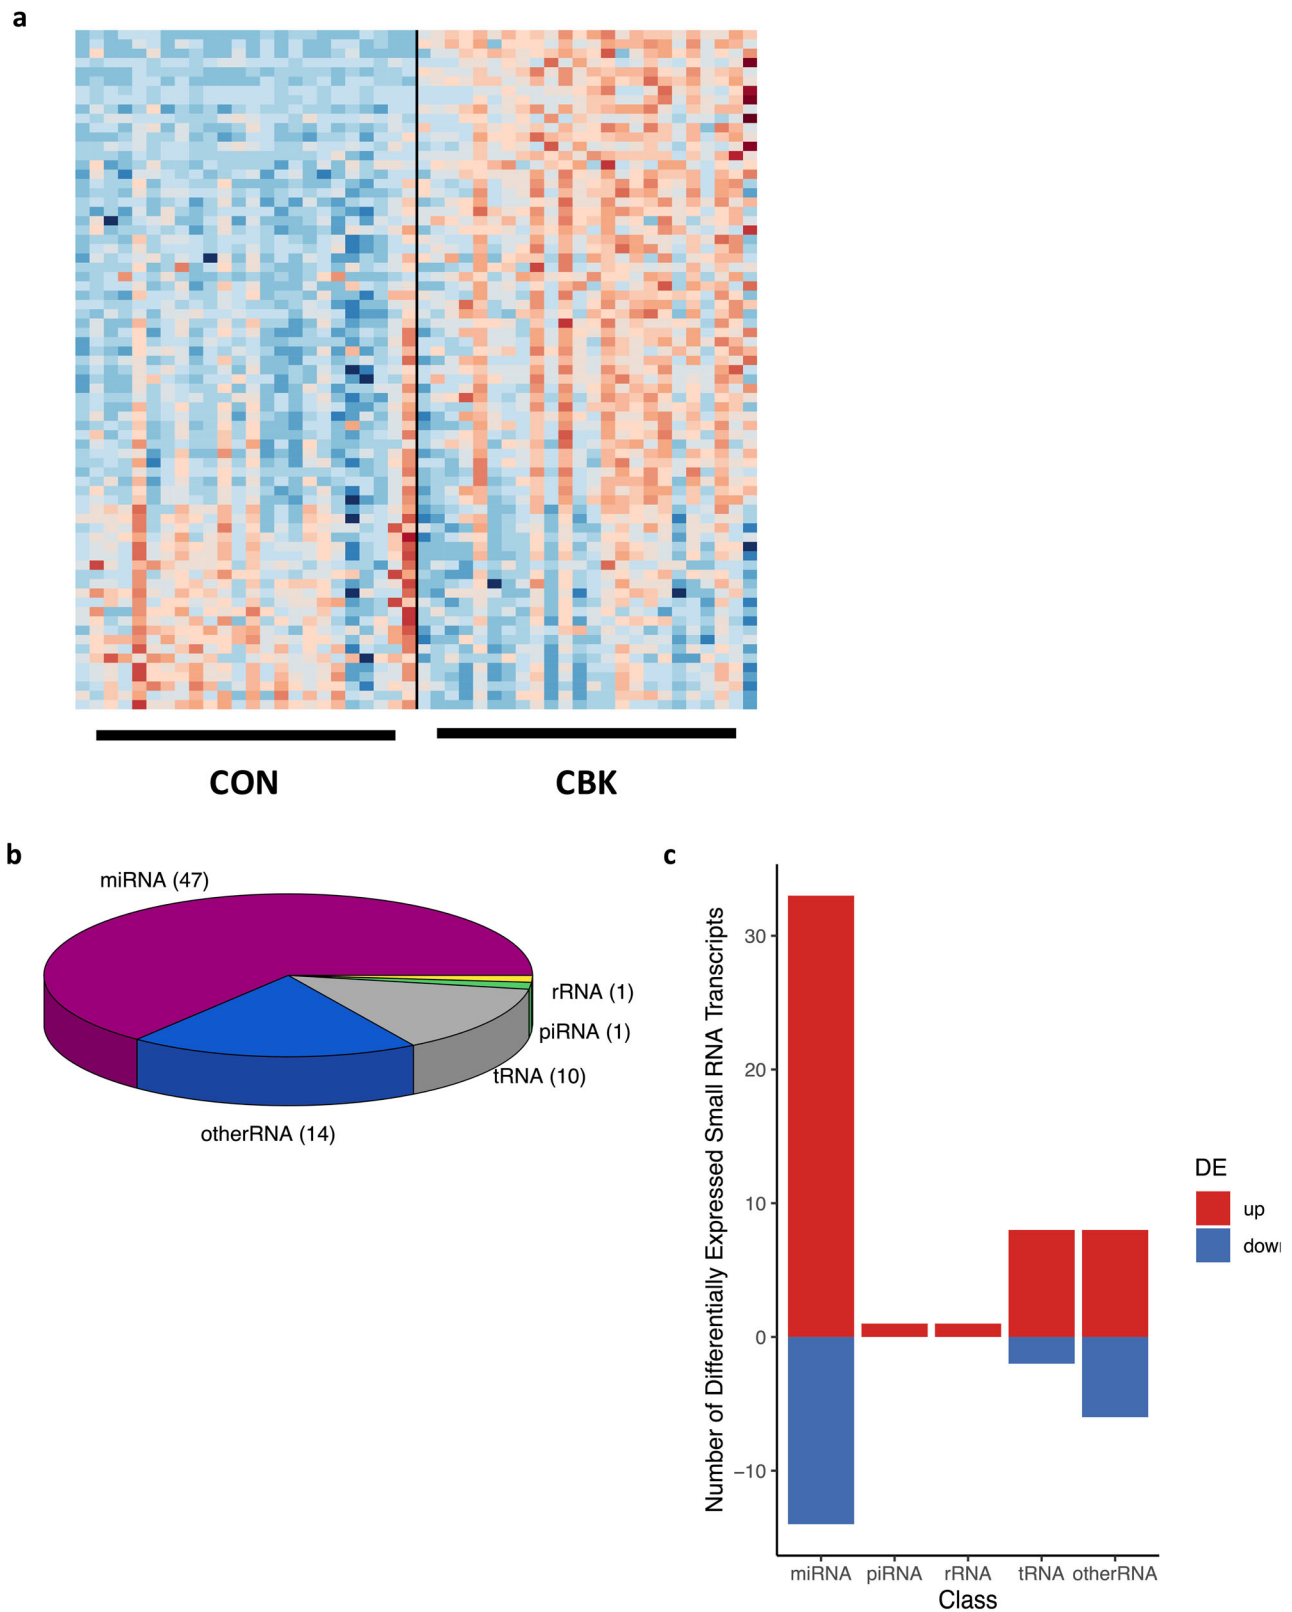 a
CON
CBK
b
miRNA (47)
rRNA (1)
piRNA (1)
tRNA (10)
otherRNA (14)
c
Number of Differentially Expressed Small RNA Transcripts
30
20
10
0
−10
miRNA
piRNA
rRNA
tRNA
otherRNA
Class
DE
up
dow